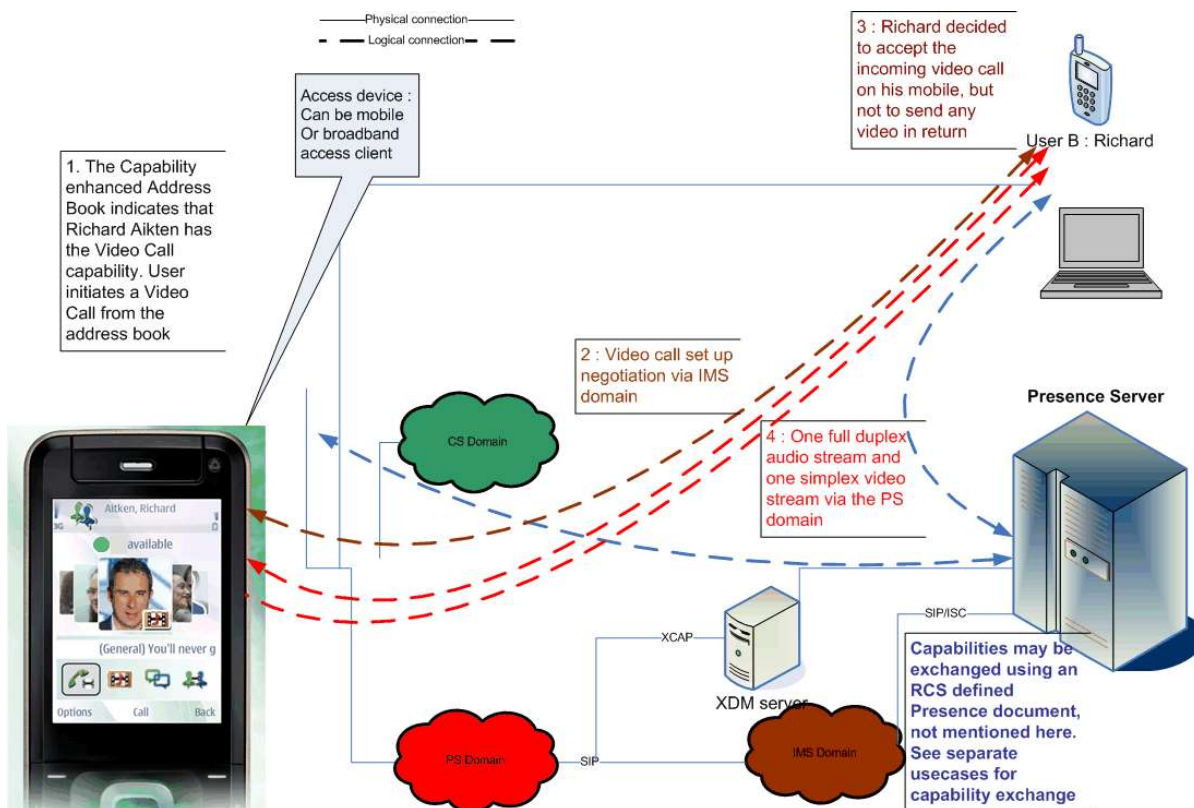 Physical connection
Logical connection
Access device :
Can be mobile
Or broadband
access client
3 : Richard decided
to accept the
incoming video call
on his mobile, but
not to send any
video in return
User B : Richard
1. The Capability
enhanced Address
Book indicates that
Richard Aikten has
the Video Call
capability. User
initiates a Video
Call from the
address book
2 : Video call set up
negotiation via IMS
domain
CS Domain
4 : One full duplex
audio stream and
one simplex video
stream via the PS
domain
Presence Server
Aitken, Richard
3G
available
(General) You'll never g
Options Call Back
XCAP
SIP/ISC
XDM server
PS Domain
SIP
IMS Domain
Capabilities may be
exchanged using an
RCS defined
Presence document,
not mentioned here.
See separate
usecases for
capability exchange